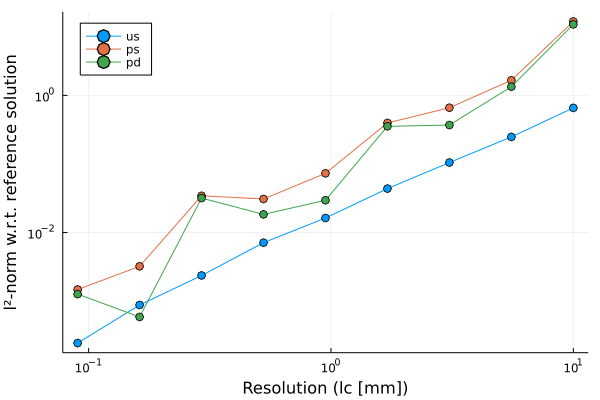 us
ps
pd
l²-norm w.r.t. reference solution
10⁰
10⁻²
10⁻¹
10⁰
10¹
Resolution (lc [mm])